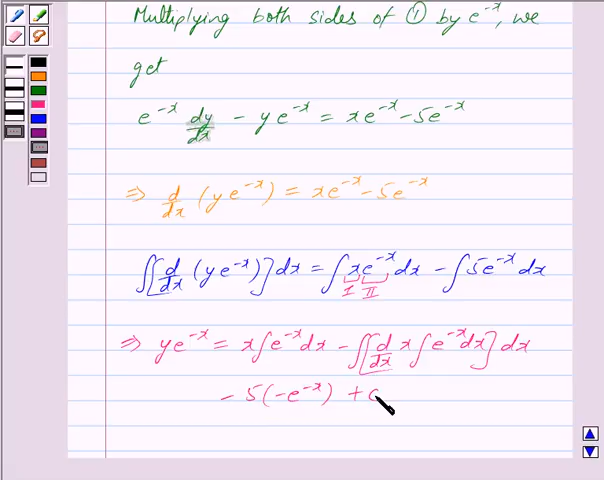 Multiplying both sides of ① by e^-x, we
get
e^-x dy/dx - ye^-x = xe^-x - 5e^-x
⇒ d/dx (ye^-x) = xe^-x - 5e^-x
∫[d/dx (ye^-x)]dx = ∫xe^-x dx - ∫5e^-x dx
I II
⇒ ye^-x = x∫e^-x dx - ∫[d/dx x∫e^-x dx]dx
- 5(-e^-x) + c